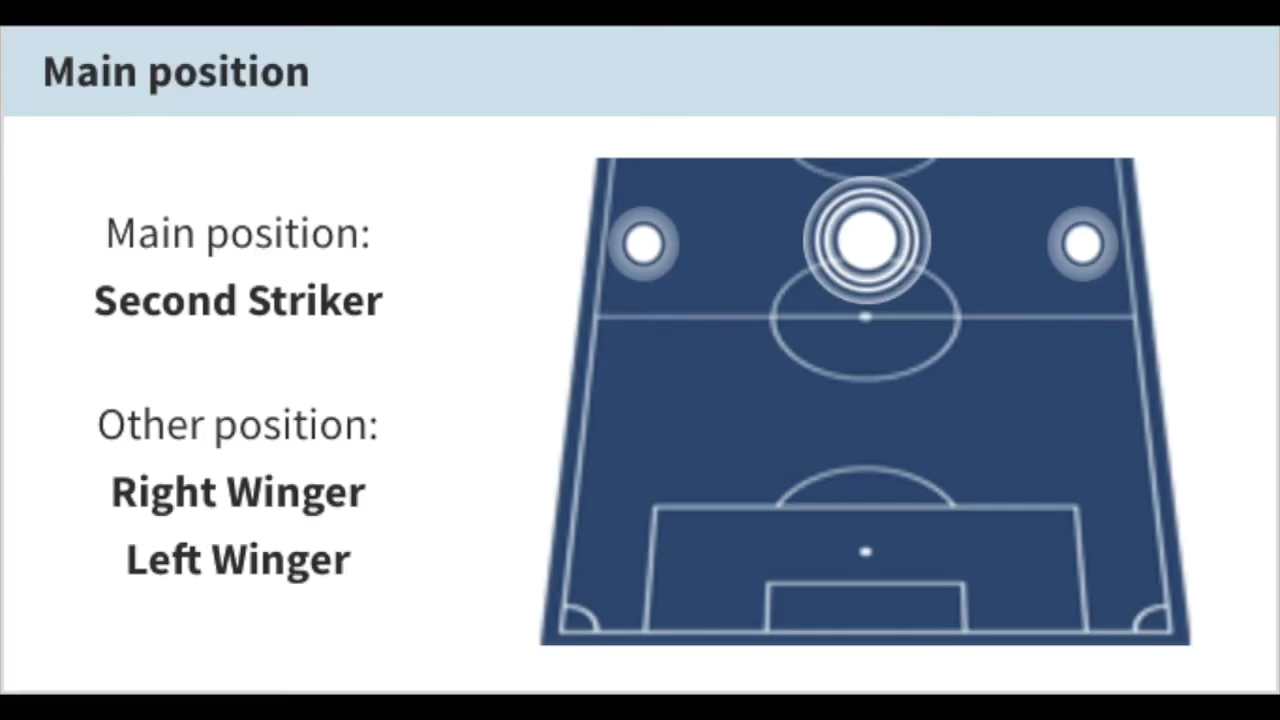 Main position
Main position:
Second Striker
Other position:
Right Winger
Left Winger